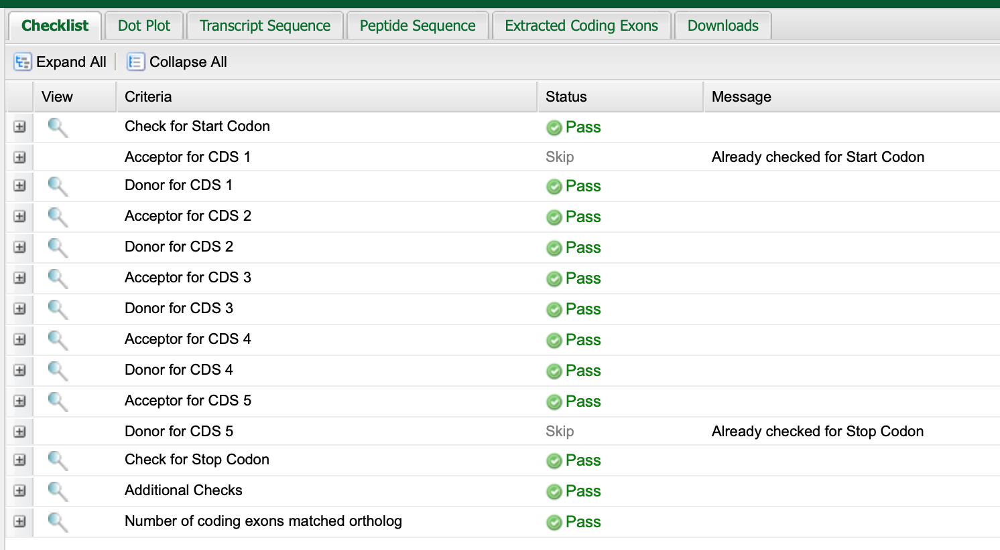 Checklist Dot Plot Transcript Sequence Peptide Sequence Extracted Coding Exons Downloads
Expand All Collapse All
View Criteria Status Message
Check for Start Codon Pass
Acceptor for CDS 1 Skip Already checked for Start Codon
Donor for CDS 1 Pass
Acceptor for CDS 2 Pass
Donor for CDS 2 Pass
Acceptor for CDS 3 Pass
Donor for CDS 3 Pass
Acceptor for CDS 4 Pass
Donor for CDS 4 Pass
Acceptor for CDS 5 Pass
Donor for CDS 5 Skip Already checked for Stop Codon
Check for Stop Codon Pass
Additional Checks Pass
Number of coding exons matched ortholog Pass